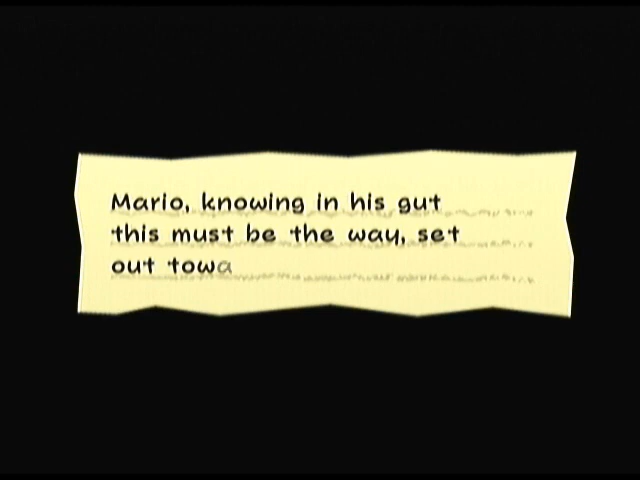 Mario, knowing in his gut
this must be the way, set
out towa